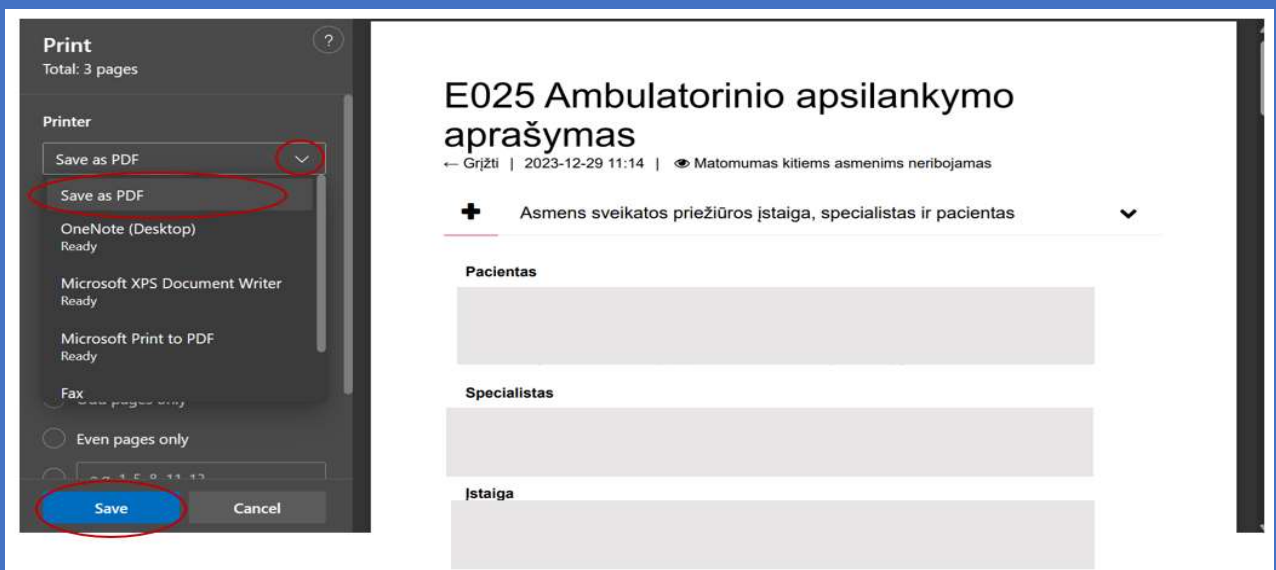 Print
?
Total: 3 pages
Printer
Save as PDF
Save as PDF
OneNote (Desktop)
Ready
Microsoft XPS Document Writer
Ready
Microsoft Print to PDF
Ready
Fax
Even pages only
Save
Cancel
E025 Ambulatorinio apsilankymo
aprašymas
← Grįžti | 2023-12-29 11:14 | Matomumas kitiems asmenims neribojamas
Asmens sveikatos priežiūros įstaiga, specialistas ir pacientas
Pacientas
Specialistas
Įstaiga